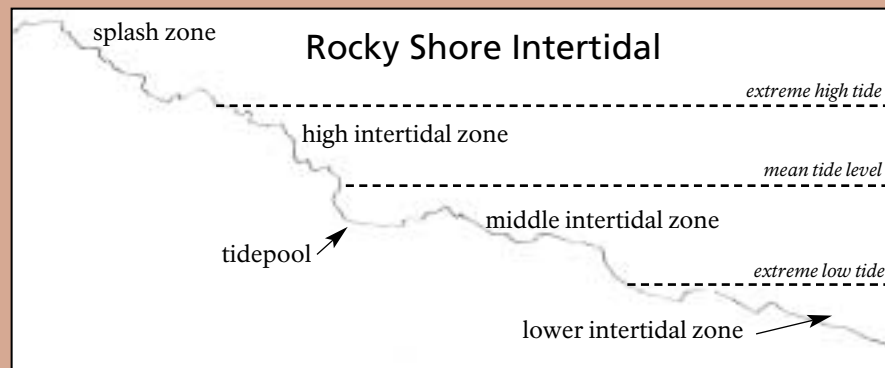 splash zone
Rocky Shore Intertidal
extreme high tide
high intertidal zone
mean tide level
middle intertidal zone
tidepool
extreme low tide
lower intertidal zone